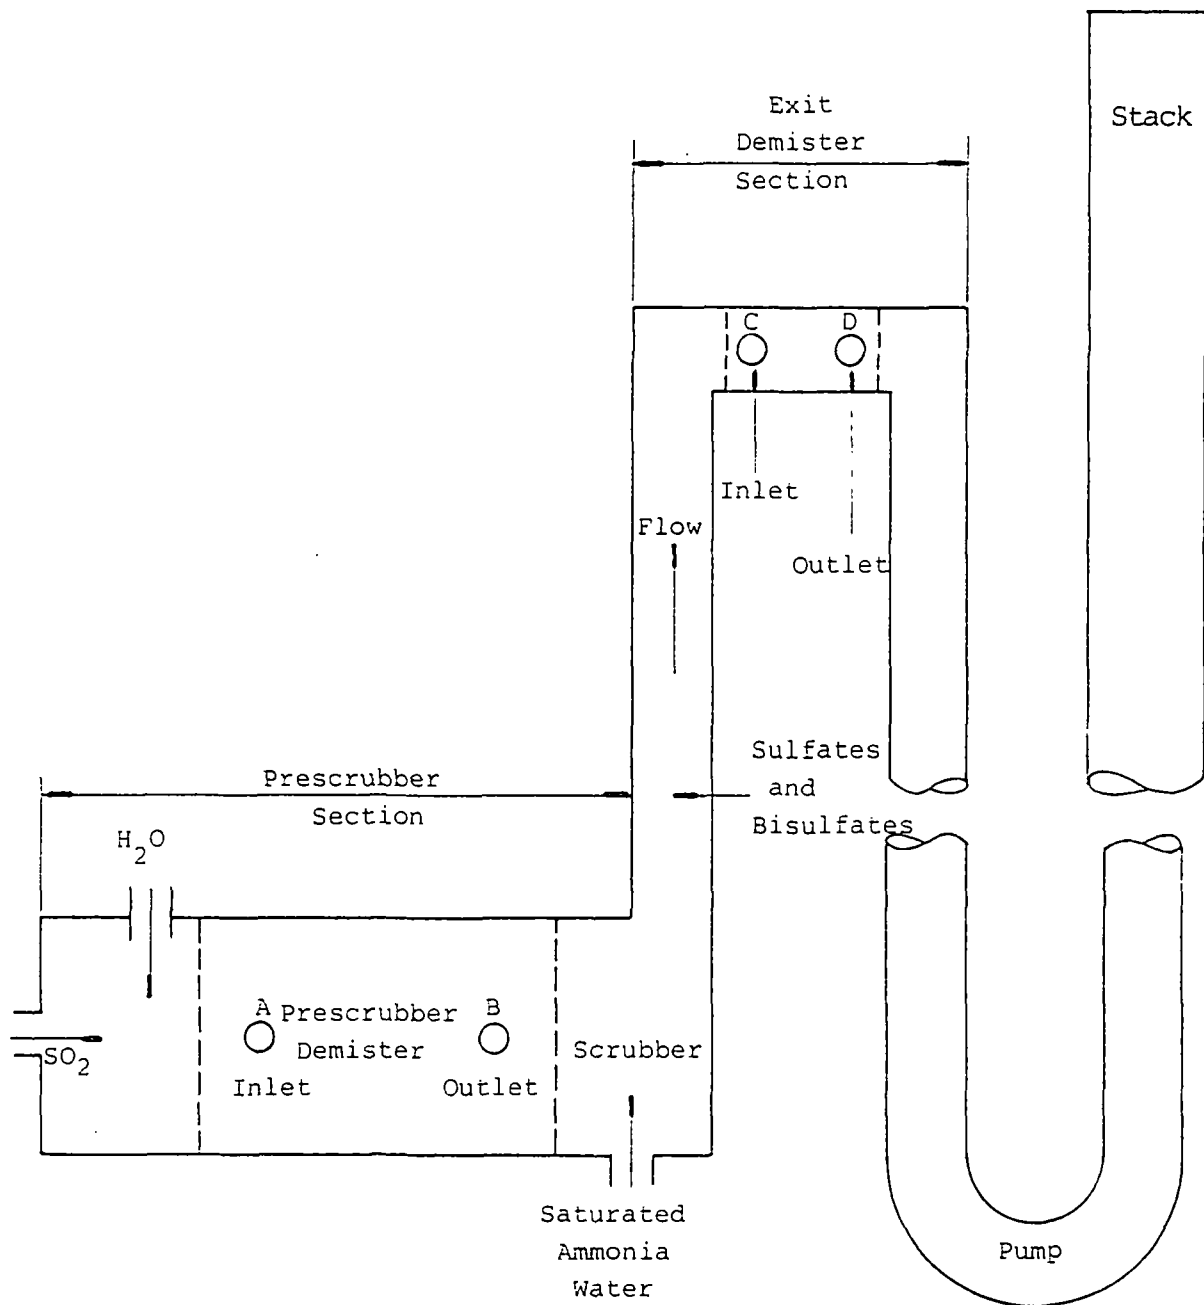 Exit
Demister
Section
Stack
C
D
Inlet
Flow
Outlet
Sulfates
and
Bisulfates
Prescrubber
Section
H₂O
A
Prescrubber
Demister
B
SO₂
Inlet
Outlet
Scrubber
Saturated
Ammonia
Water
Pump